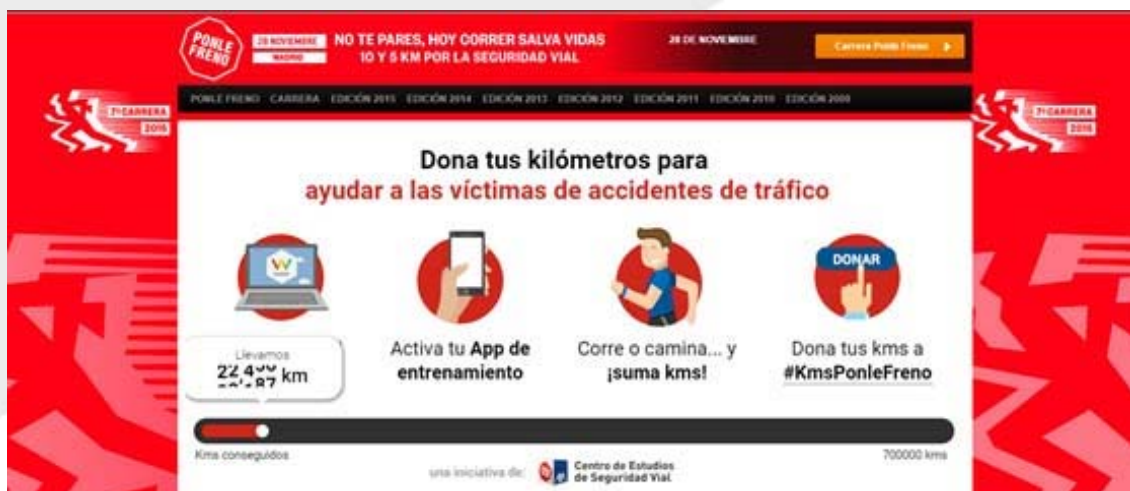 PONLE
FRENO
MADRID
NO TE PARES, HOY CORRER SALVA VIDAS
10 Y 5 KM POR LA SEGURIDAD VIAL
28 DE NOVIEMBRE
Carrera Ponle Freno
PONLE FRENO CARRERA EDICIÓN 2015 EDICIÓN 2014 EDICIÓN 2013 EDICIÓN 2012 EDICIÓN 2011 EDICIÓN 2010 EDICIÓN 2009
7ª CARRERA
2015
7ª CARRERA
2015
Dona tus kilómetros para
ayudar a las víctimas de accidentes de tráfico
DONAR
Llevamos
km
Activa tu App de
entrenamiento
Corre o camina... y
¡suma kms!
Dona tus kms a
#KmsPonleFreno
Kms conseguidos
700000 kms
una iniciativa de:
Centro de Estudios
de Seguridad Vial